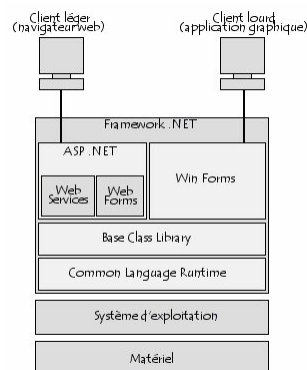 Client léger
(navigateur web)
Client lourd
(application graphique)
Framework .NET
ASP .NET
Web
Services
Web
Forms
Win Forms
Base Class Library
Common Language Runtime
Système d'exploitation
Matériel